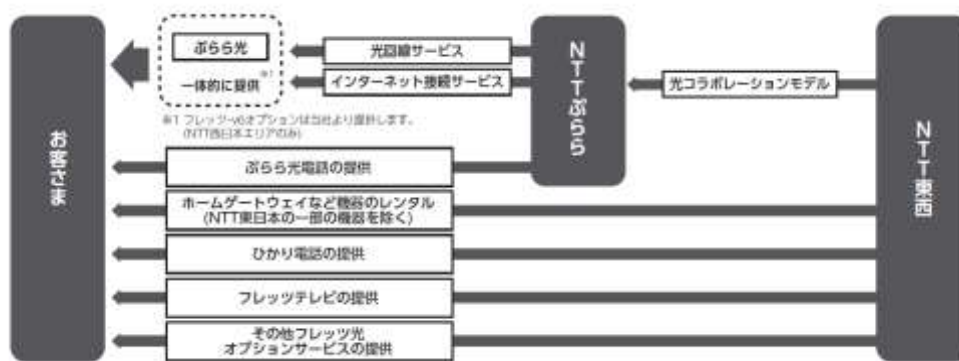 ぷらら光
一体的に提供
※1
光回線サービス
インターネット接続サービス
NTTぷらら
光コラボレーションモデル
NTT東西
お客さま
※1 フレッツ・v6オプションは当社より提供します。
(NTT西日本エリアのみ)
ぷらら光電話の提供
ホームゲートウェイなど機器のレンタル
(NTT東日本の一部の機器を除く)
ひかり電話の提供
フレッツテレビの提供
その他フレッツ光
オプションサービスの提供